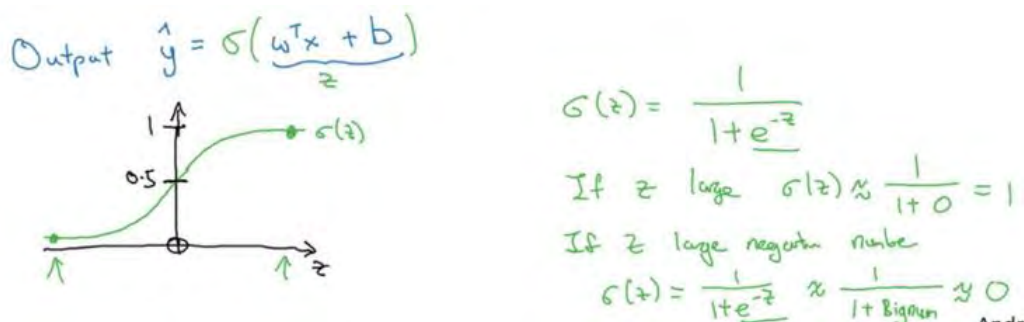 Output ŷ = σ(wᵀx + b)
z
1
σ(z)
0.5
z
σ(z) = 1 / (1 + e^(-z))
If z large σ(z) ≈ 1 / (1 + 0) = 1
If z large negative number
σ(z) = 1 / (1 + e^(-z)) ≈ 1 / (1 + Bignum) ≈ 0